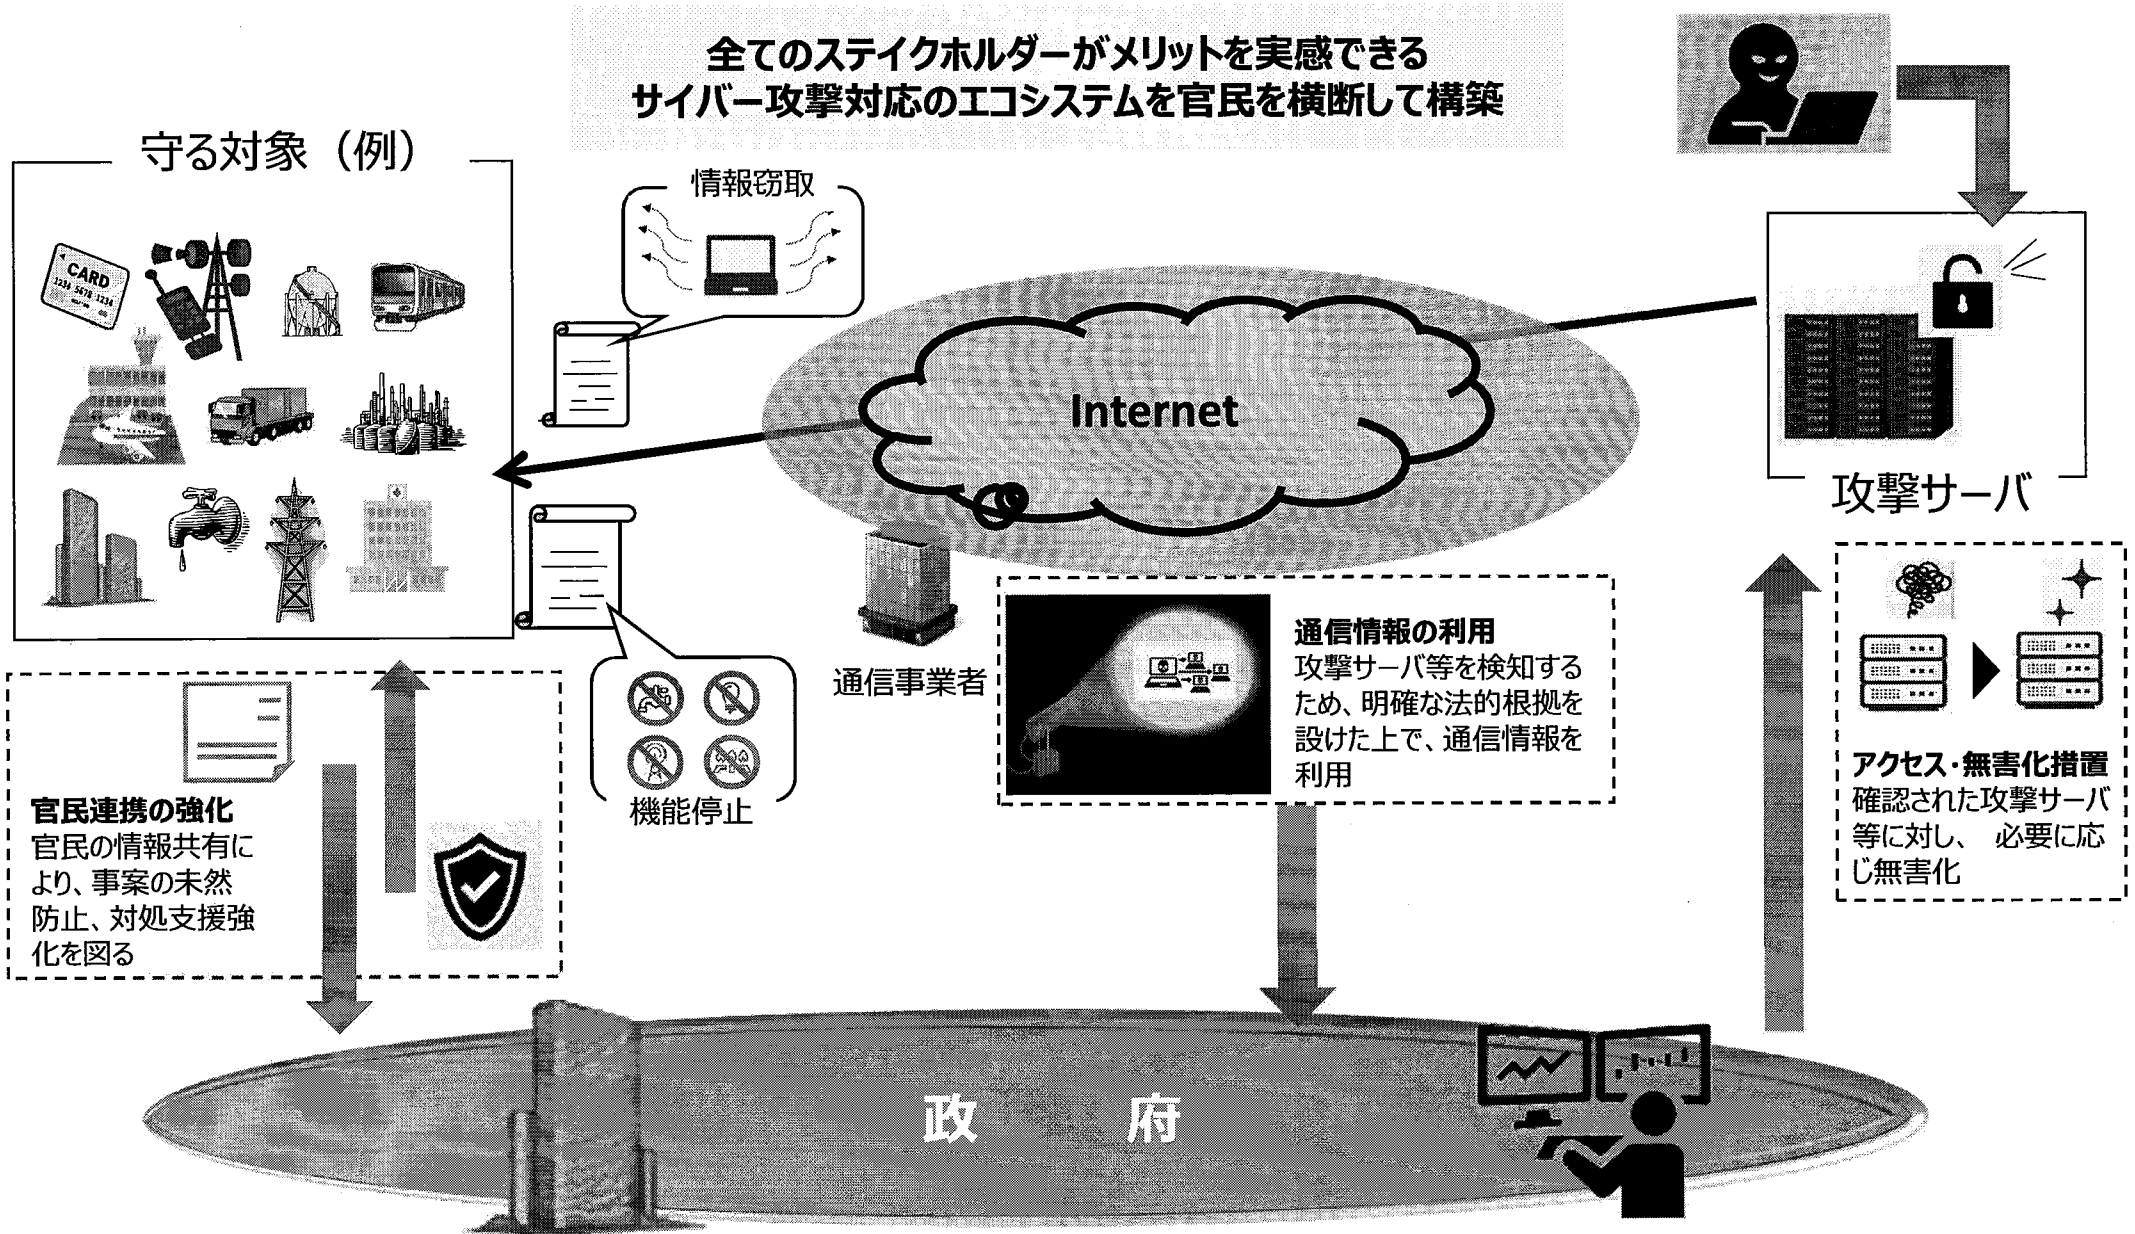 全てのステイクホルダーがメリットを実感できる
サイバー攻撃対応のエコシステムを官民を横断して構築
守る対象（例）
CARD
1234 5678 1234
情報窃取
Internet
攻撃サーバ
機能停止
通信事業者
通信情報の利用
攻撃サーバ等を検知する
ため、明確な法的根拠を
設けた上で、通信情報を
利用
アクセス・無害化措置
確認された攻撃サーバ
等に対し、 必要に応
じ無害化
官民連携の強化
官民の情報共有に
より、事案の未然
防止、対処支援強
化を図る
政 府